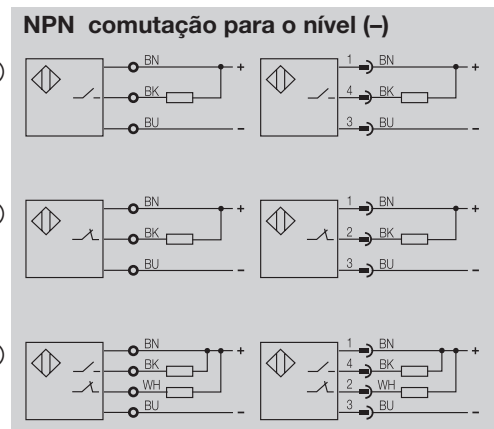 NPN comutação para o nível (–)
BN +
BK
BU –
1 BN +
4 BK
3 BU –
BN +
BK
BU –
1 BN +
2 BK
3 BU –
BN +
BK
WH
BU –
1 BN +
4 BK
2 WH
3 BU –